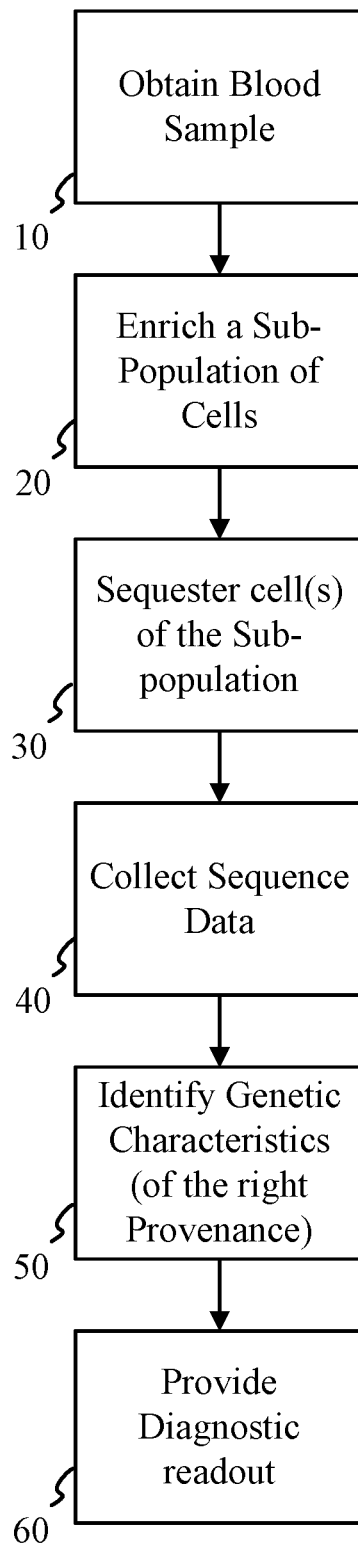 Obtain Blood
Sample
10
Enrich a Sub-
Population of
Cells
20
Sequester cell(s)
of the Sub-
population
30
Collect Sequence
Data
40
Identify Genetic
Characteristics
(of the right
Provenance)
50
Provide
Diagnostic
readout
60